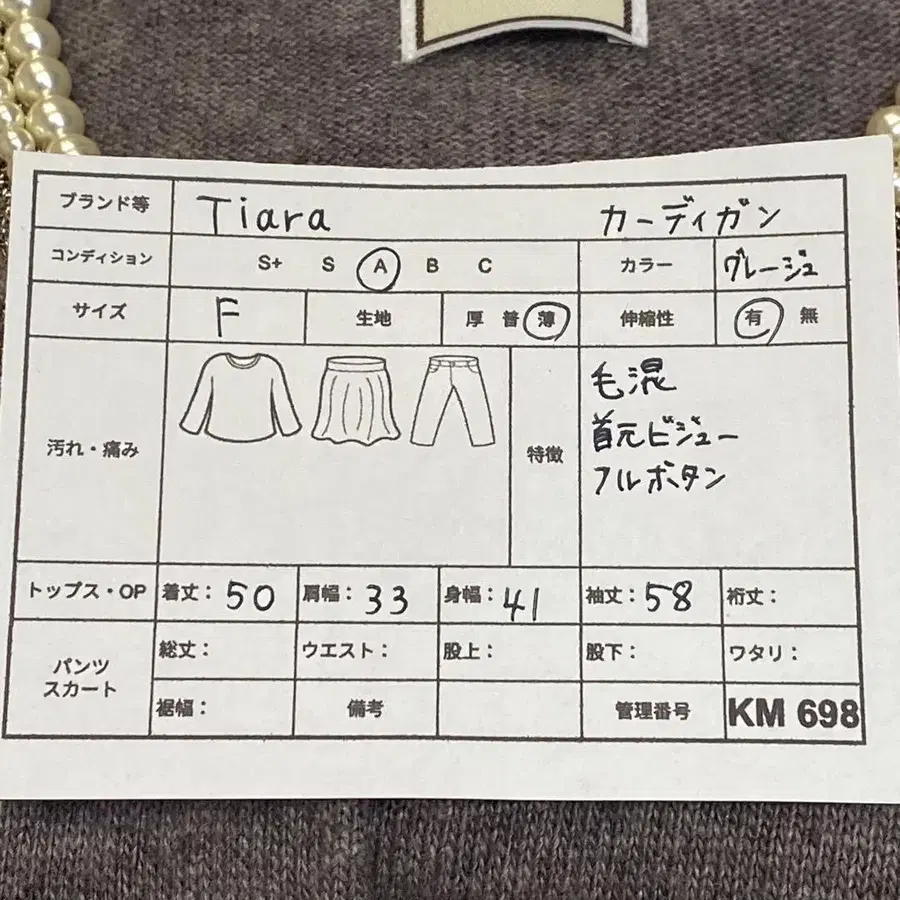 ブランド等 Tiara カーディガン
コンディション S+ S A B C カラー グレージュ
サイズ F 生地 厚 普 薄 伸縮性 有 無
汚れ・痛み 特徴 毛混
首元ビジュー
フルボタン
トップス・OP 着丈： 50 肩幅： 33 身幅： 41 袖丈： 58 裄丈：
パンツ スカート 総丈： ウエスト： 股上： 股下： ワタリ：
裾幅： 備考 管理番号 KM 698